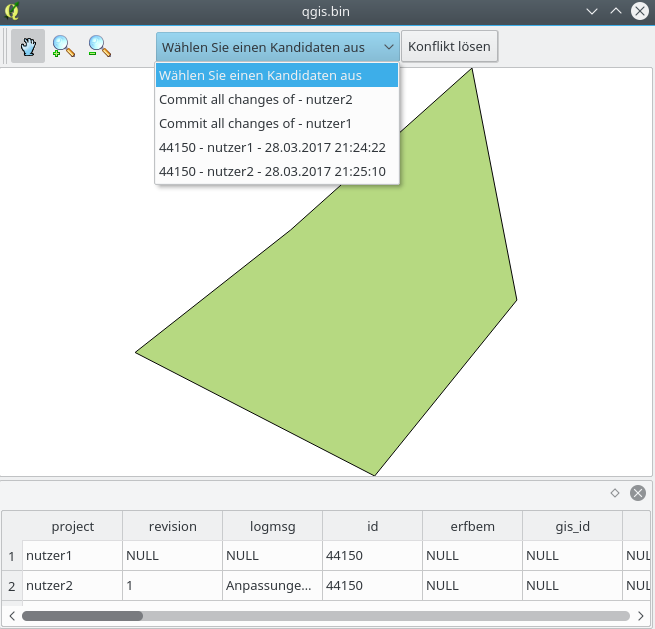 qgis.bin
Wählen Sie einen Kandidaten aus
Konflikt lösen
Wählen Sie einen Kandidaten aus
Commit all changes of - nutzer2
Commit all changes of - nutzer1
44150 - nutzer1 - 28.03.2017 21:24:22
44150 - nutzer2 - 28.03.2017 21:25:10
project revision logmsg id erfbem gis_id
1 nutzer1 NULL NULL 44150 NULL NULL NUL
2 nutzer2 1 Anpassunge... 44150 NULL NULL NUL